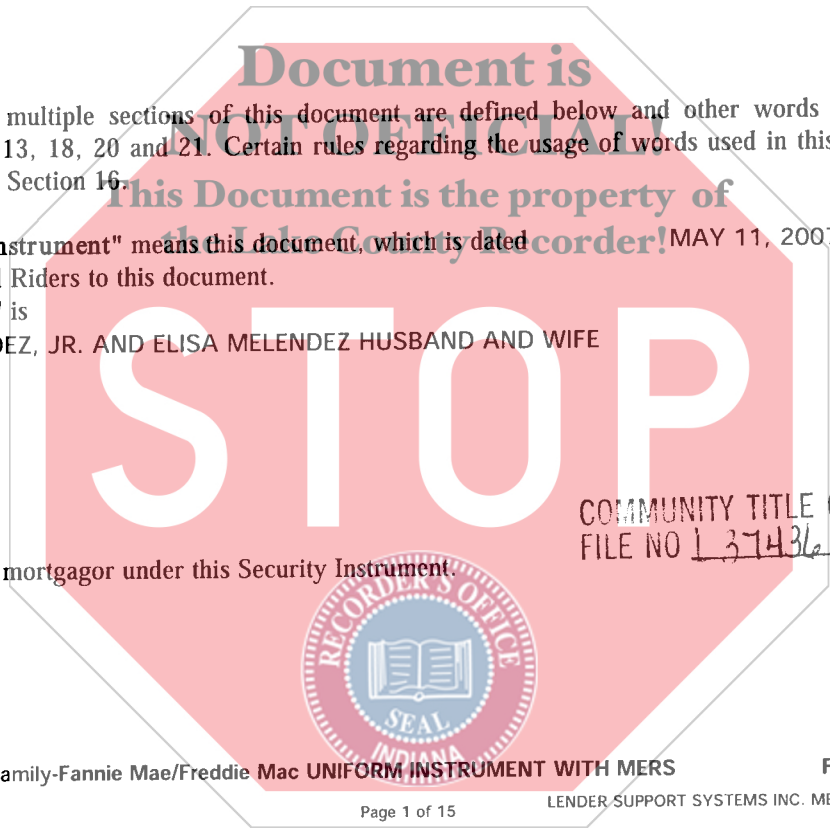 Document is
multiple sections of this document are defined below and other words
NOT OFFICIAL!
13, 18, 20 and 21. Certain rules regarding the usage of words used in this
Section 16.
This Document is the property of
nstrument" means this document, which is dated MAY 11, 2007
the Lake County Recorder!
Riders to this document.
is
DEZ, JR. AND ELISA MELENDEZ HUSBAND AND WIFE
STOP
COMMUNITY TITLE
FILE NO L 37436
mortgagor under this Security Instrument.
RECORDER'S OFFICE
SEAL
INDIANA
amily-Fannie Mae/Freddie Mac UNIFORM INSTRUMENT WITH MERS
Page 1 of 15
LENDER SUPPORT SYSTEMS INC.